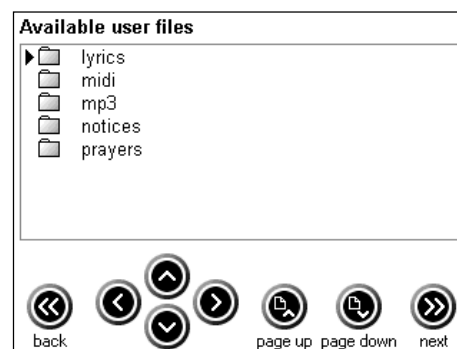 Available user files
lyrics
midi
mp3
notices
prayers
back
page up
page down
next